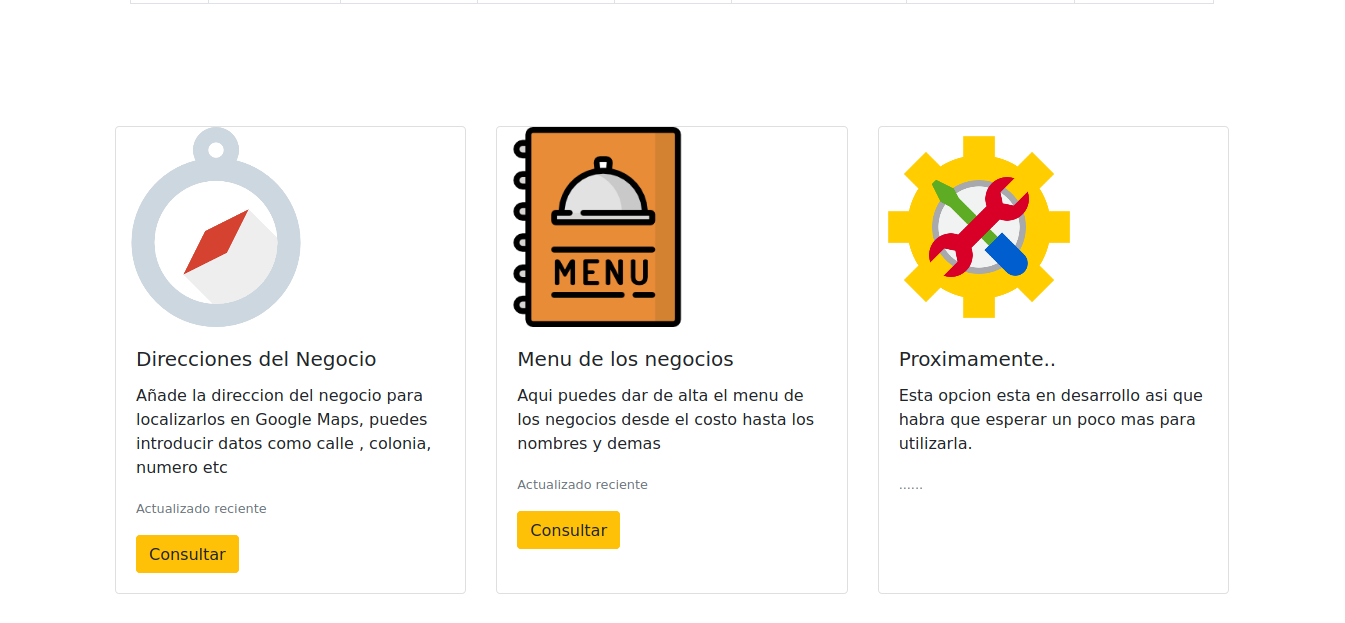 MENU
Direcciones del Negocio
Añade la direccion del negocio para
localizarlos en Google Maps, puedes
introducir datos como calle , colonia,
numero etc
Actualizado reciente
Consultar
Menu de los negocios
Aqui puedes dar de alta el menu de
los negocios desde el costo hasta los
nombres y demas
Actualizado reciente
Consultar
Proximamente..
Esta opcion esta en desarrollo asi que
habra que esperar un poco mas para
utilizarla.
......